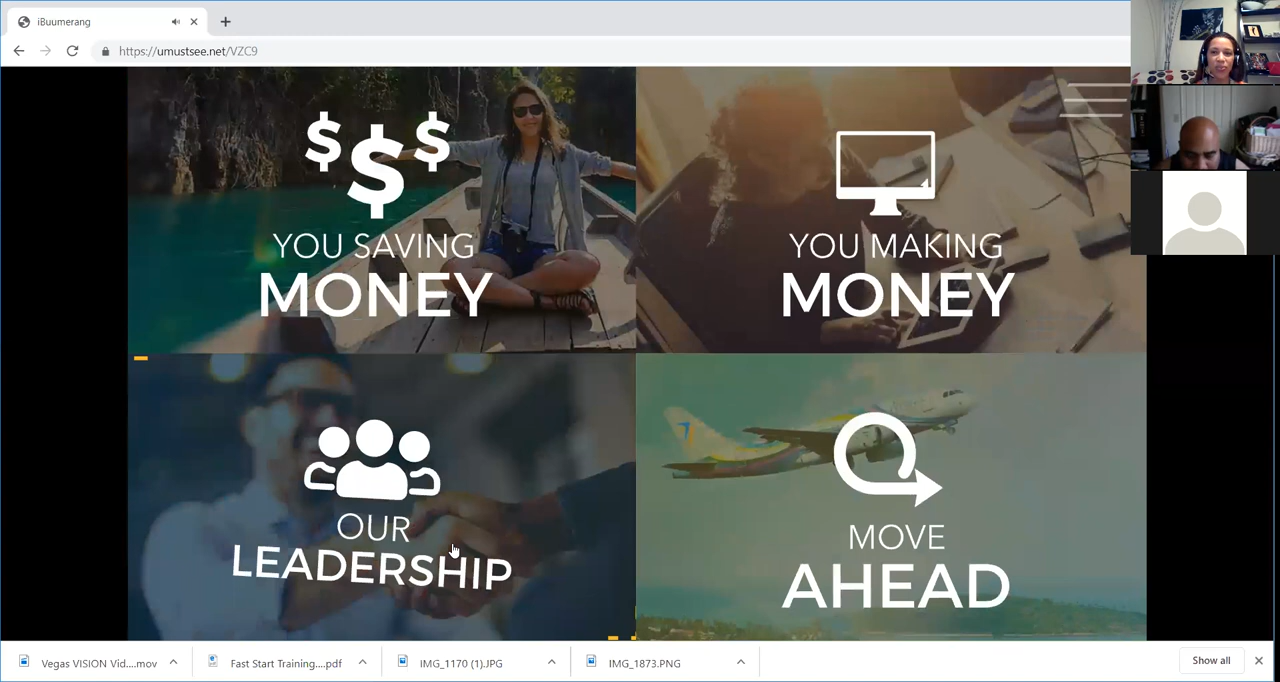 iBuumerang
https://umustsee.net/VZC9
$ $ $
YOU SAVING
MONEY
YOU MAKING
MONEY
OUR
LEADERSHIP
MOVE
AHEAD
Vegas VISION Vid....mov
Fast Start Training....pdf
IMG_1170 (1).JPG
IMG_1873.PNG
Show all